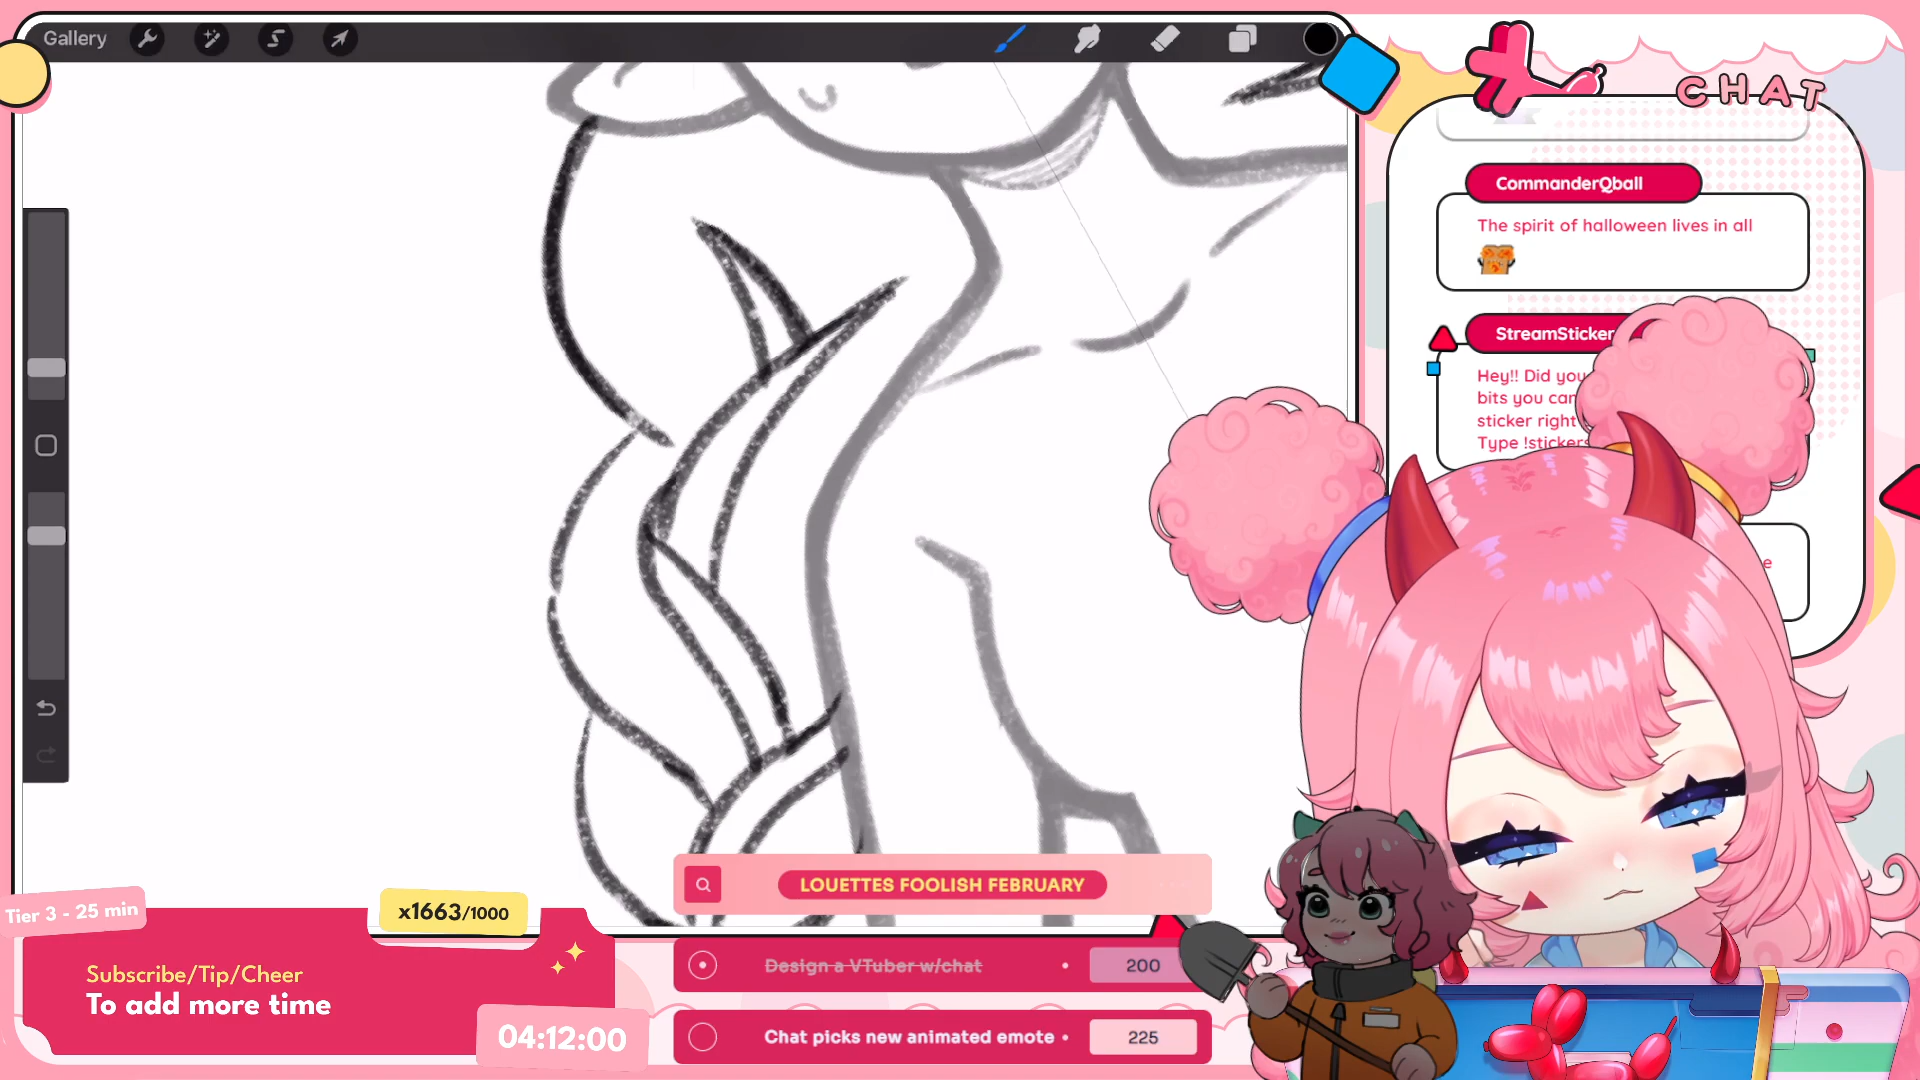 Gallery
CHAT
CommanderQball
The spirit of halloween lives in all
StreamSticker
Hey!! Did you
bits you can
sticker right
Type !stickers
e
Tier 3 - 25 min
x1663/1000
Subscribe/Tip/Cheer
To add more time
04:12:00
LOUETTES FOOLISH FEBRUARY
Design a VTuber w/chat • 200
Chat picks new animated emote • 225